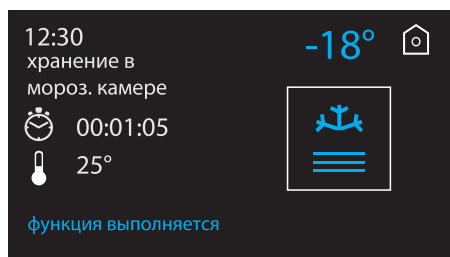 12:30
-18°
хранение в
мороз. камере
00:01:05
25°
функция выполняется